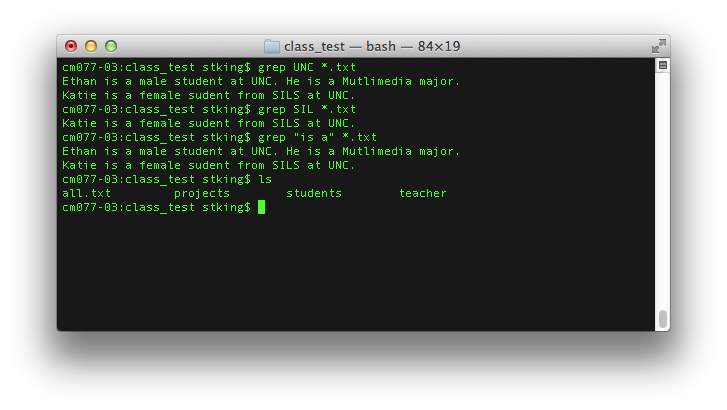 class_test — bash — 84×19
cm077-03:class_test stking$ grep UNC *.txt
Ethan is a male student at UNC. He is a Mutlimedia major.
Katie is a female sudent from SILS at UNC.
cm077-03:class_test stking$ grep SIL *.txt
Katie is a female sudent from SILS at UNC.
cm077-03:class_test stking$ grep "is a" *.txt
Ethan is a male student at UNC. He is a Mutlimedia major.
Katie is a female sudent from SILS at UNC.
cm077-03:class_test stking$ ls
all.txt projects students teacher
cm077-03:class_test stking$